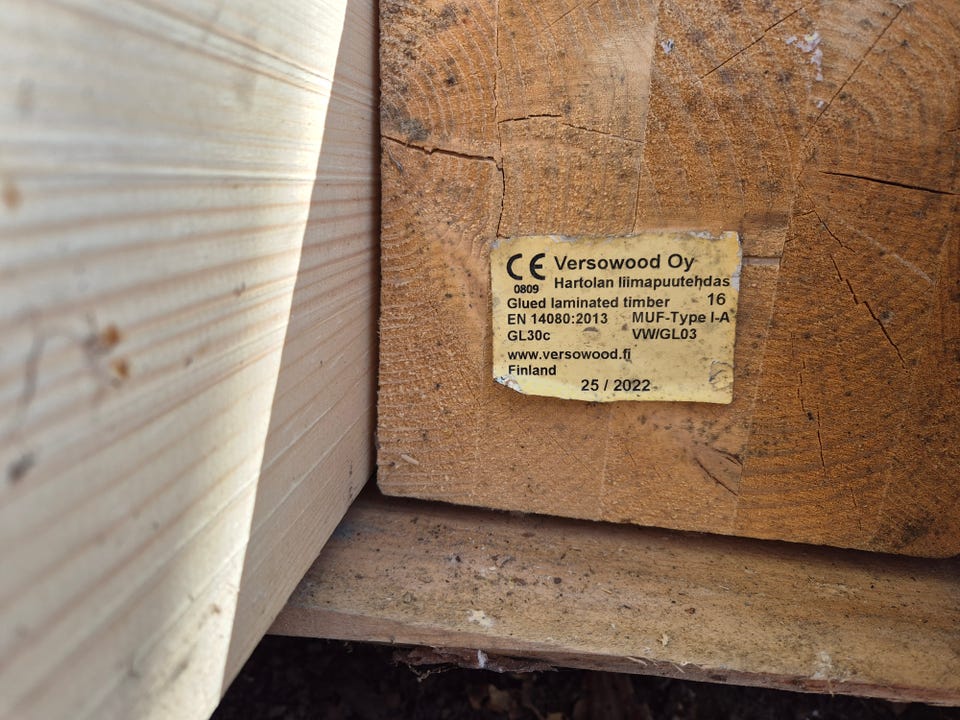 CE Versowood Oy
0809 Hartolan liimapuutehdas
Glued laminated timber 16
EN 14080:2013 MUF-Type I-A
GL30c VW/GL03
www.versowood.fi
Finland
25 / 2022